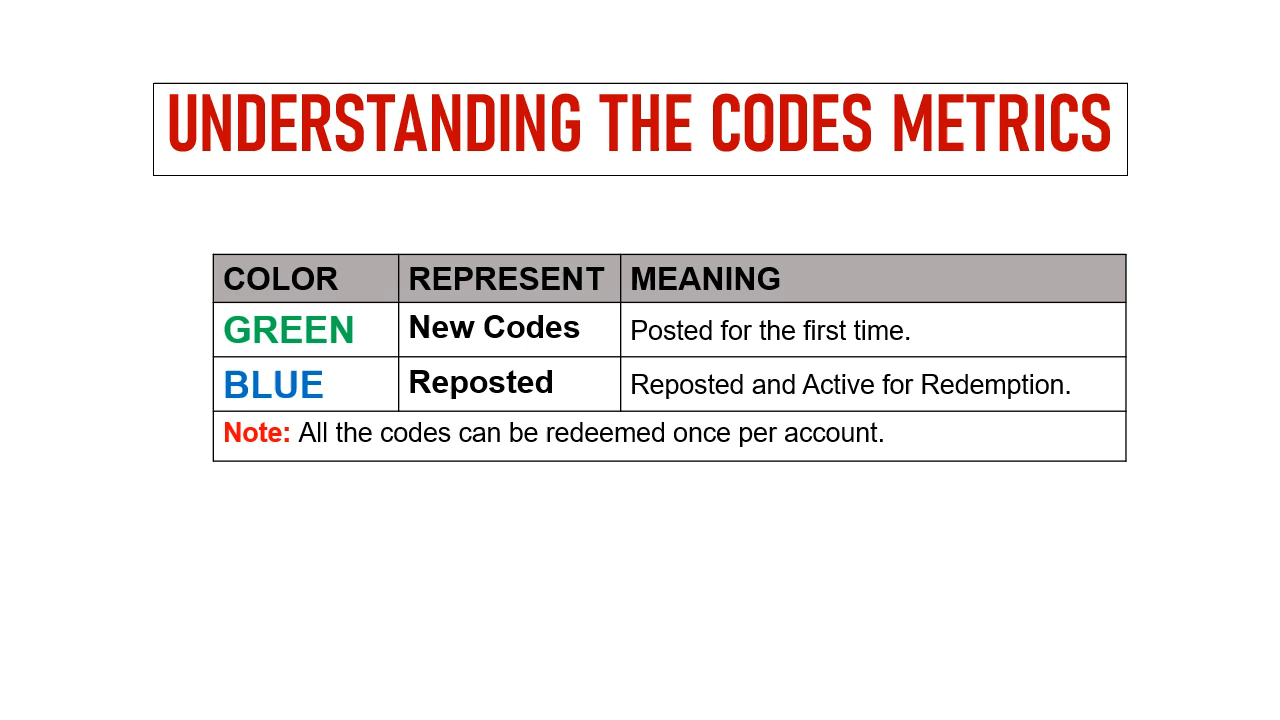 UNDERSTANDING THE CODES METRICS
COLOR REPRESENT MEANING
GREEN New Codes Posted for the first time.
BLUE Reposted Reposted and Active for Redemption.
Note: All the codes can be redeemed once per account.